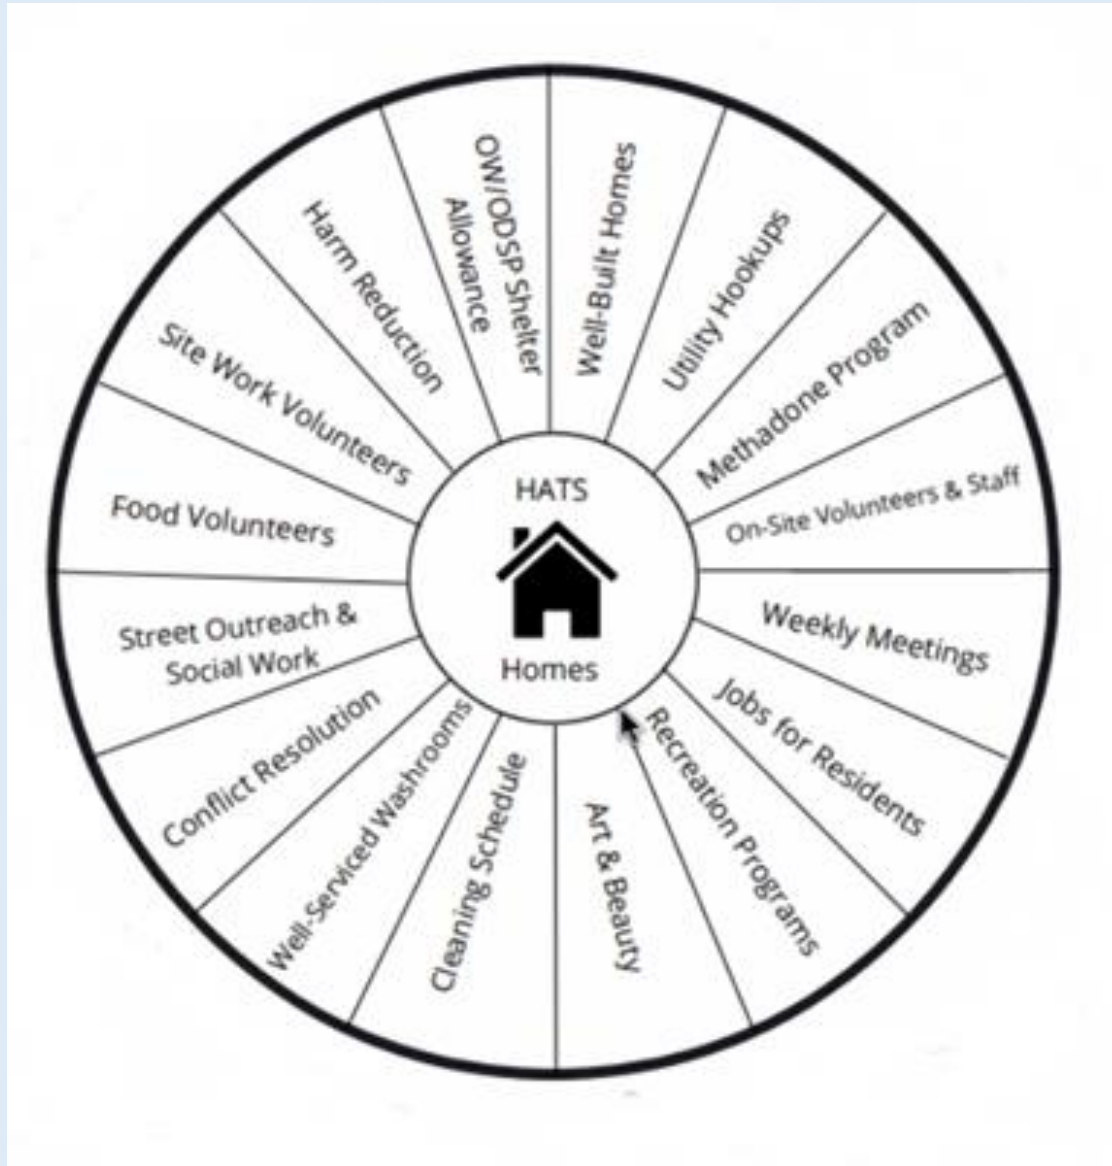 HATS
Homes
Well-Built Homes
Utility Hookups
Methadone Program
On-Site Volunteers & Staff
Weekly Meetings
Jobs for Residents
Recreation Programs
Art & Beauty
Cleaning Schedule
Well-Serviced Washrooms
Conflict Resolution
Street Outreach &
Social Work
Food Volunteers
Site Work Volunteers
Harm Reduction
OW/ODSP Shelter
Allowance